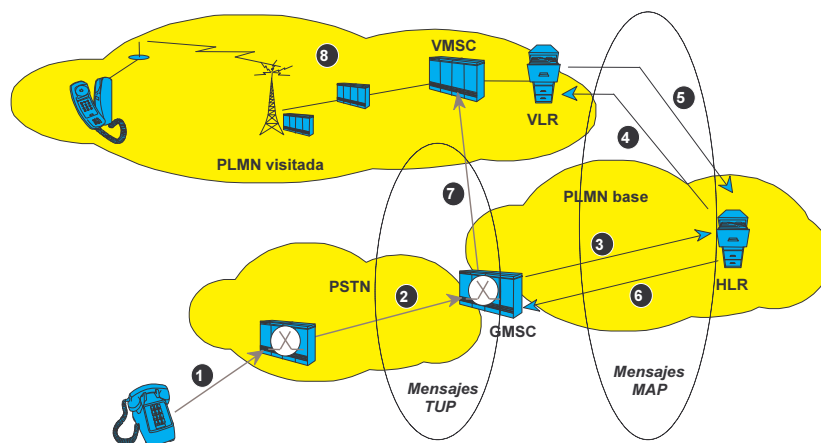 8
VMSC
VLR
5
4
PLMN visitada
7
PLMN base
3
PSTN
2
HLR
6
GMSC
1
Mensajes
TUP
Mensajes
MAP